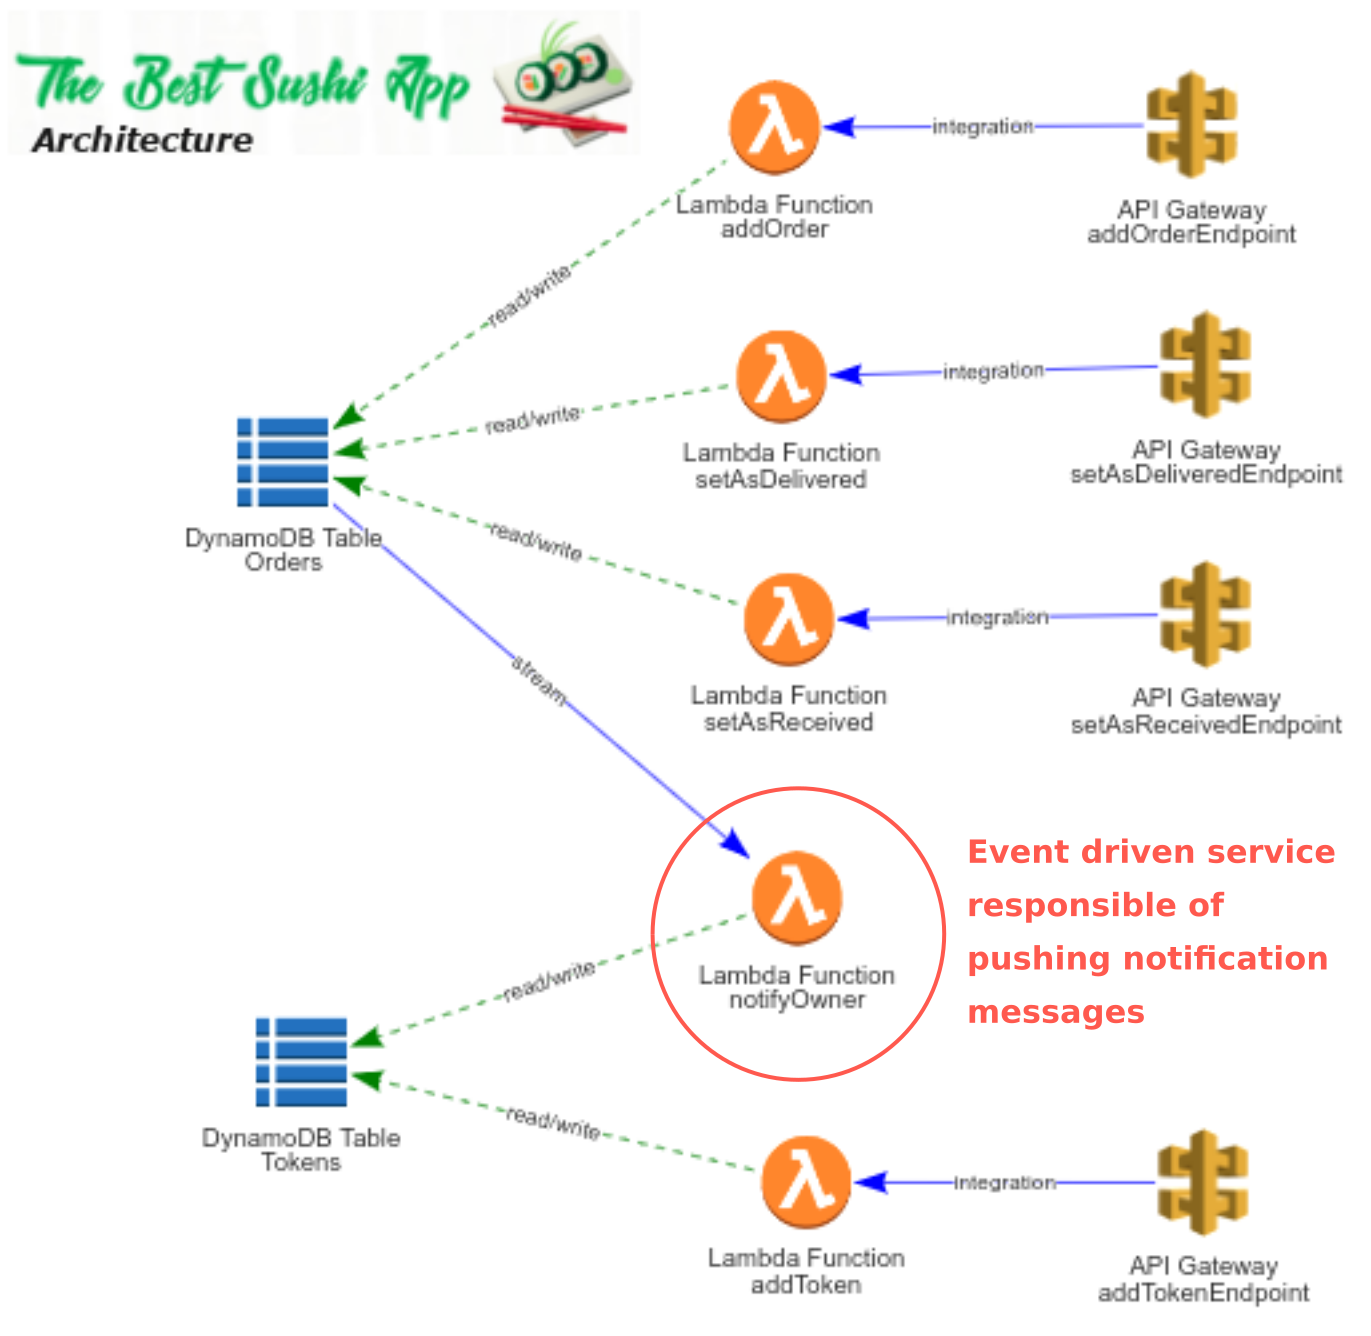 The Best Sushi App
Architecture
integration
Lambda Function
addOrder
API Gateway
addOrderEndpoint
read/write
integration
read/write
Lambda Function
setAsDelivered
API Gateway
setAsDeliveredEndpoint
DynamoDB Table
Orders
read/write
integration
Lambda Function
setAsReceived
API Gateway
setAsReceivedEndpoint
stream
Event driven service
responsible of
pushing notification
messages
read/write
Lambda Function
notifyOwner
DynamoDB Table
Tokens
read/write
integration
Lambda Function
addToken
API Gateway
addTokenEndpoint